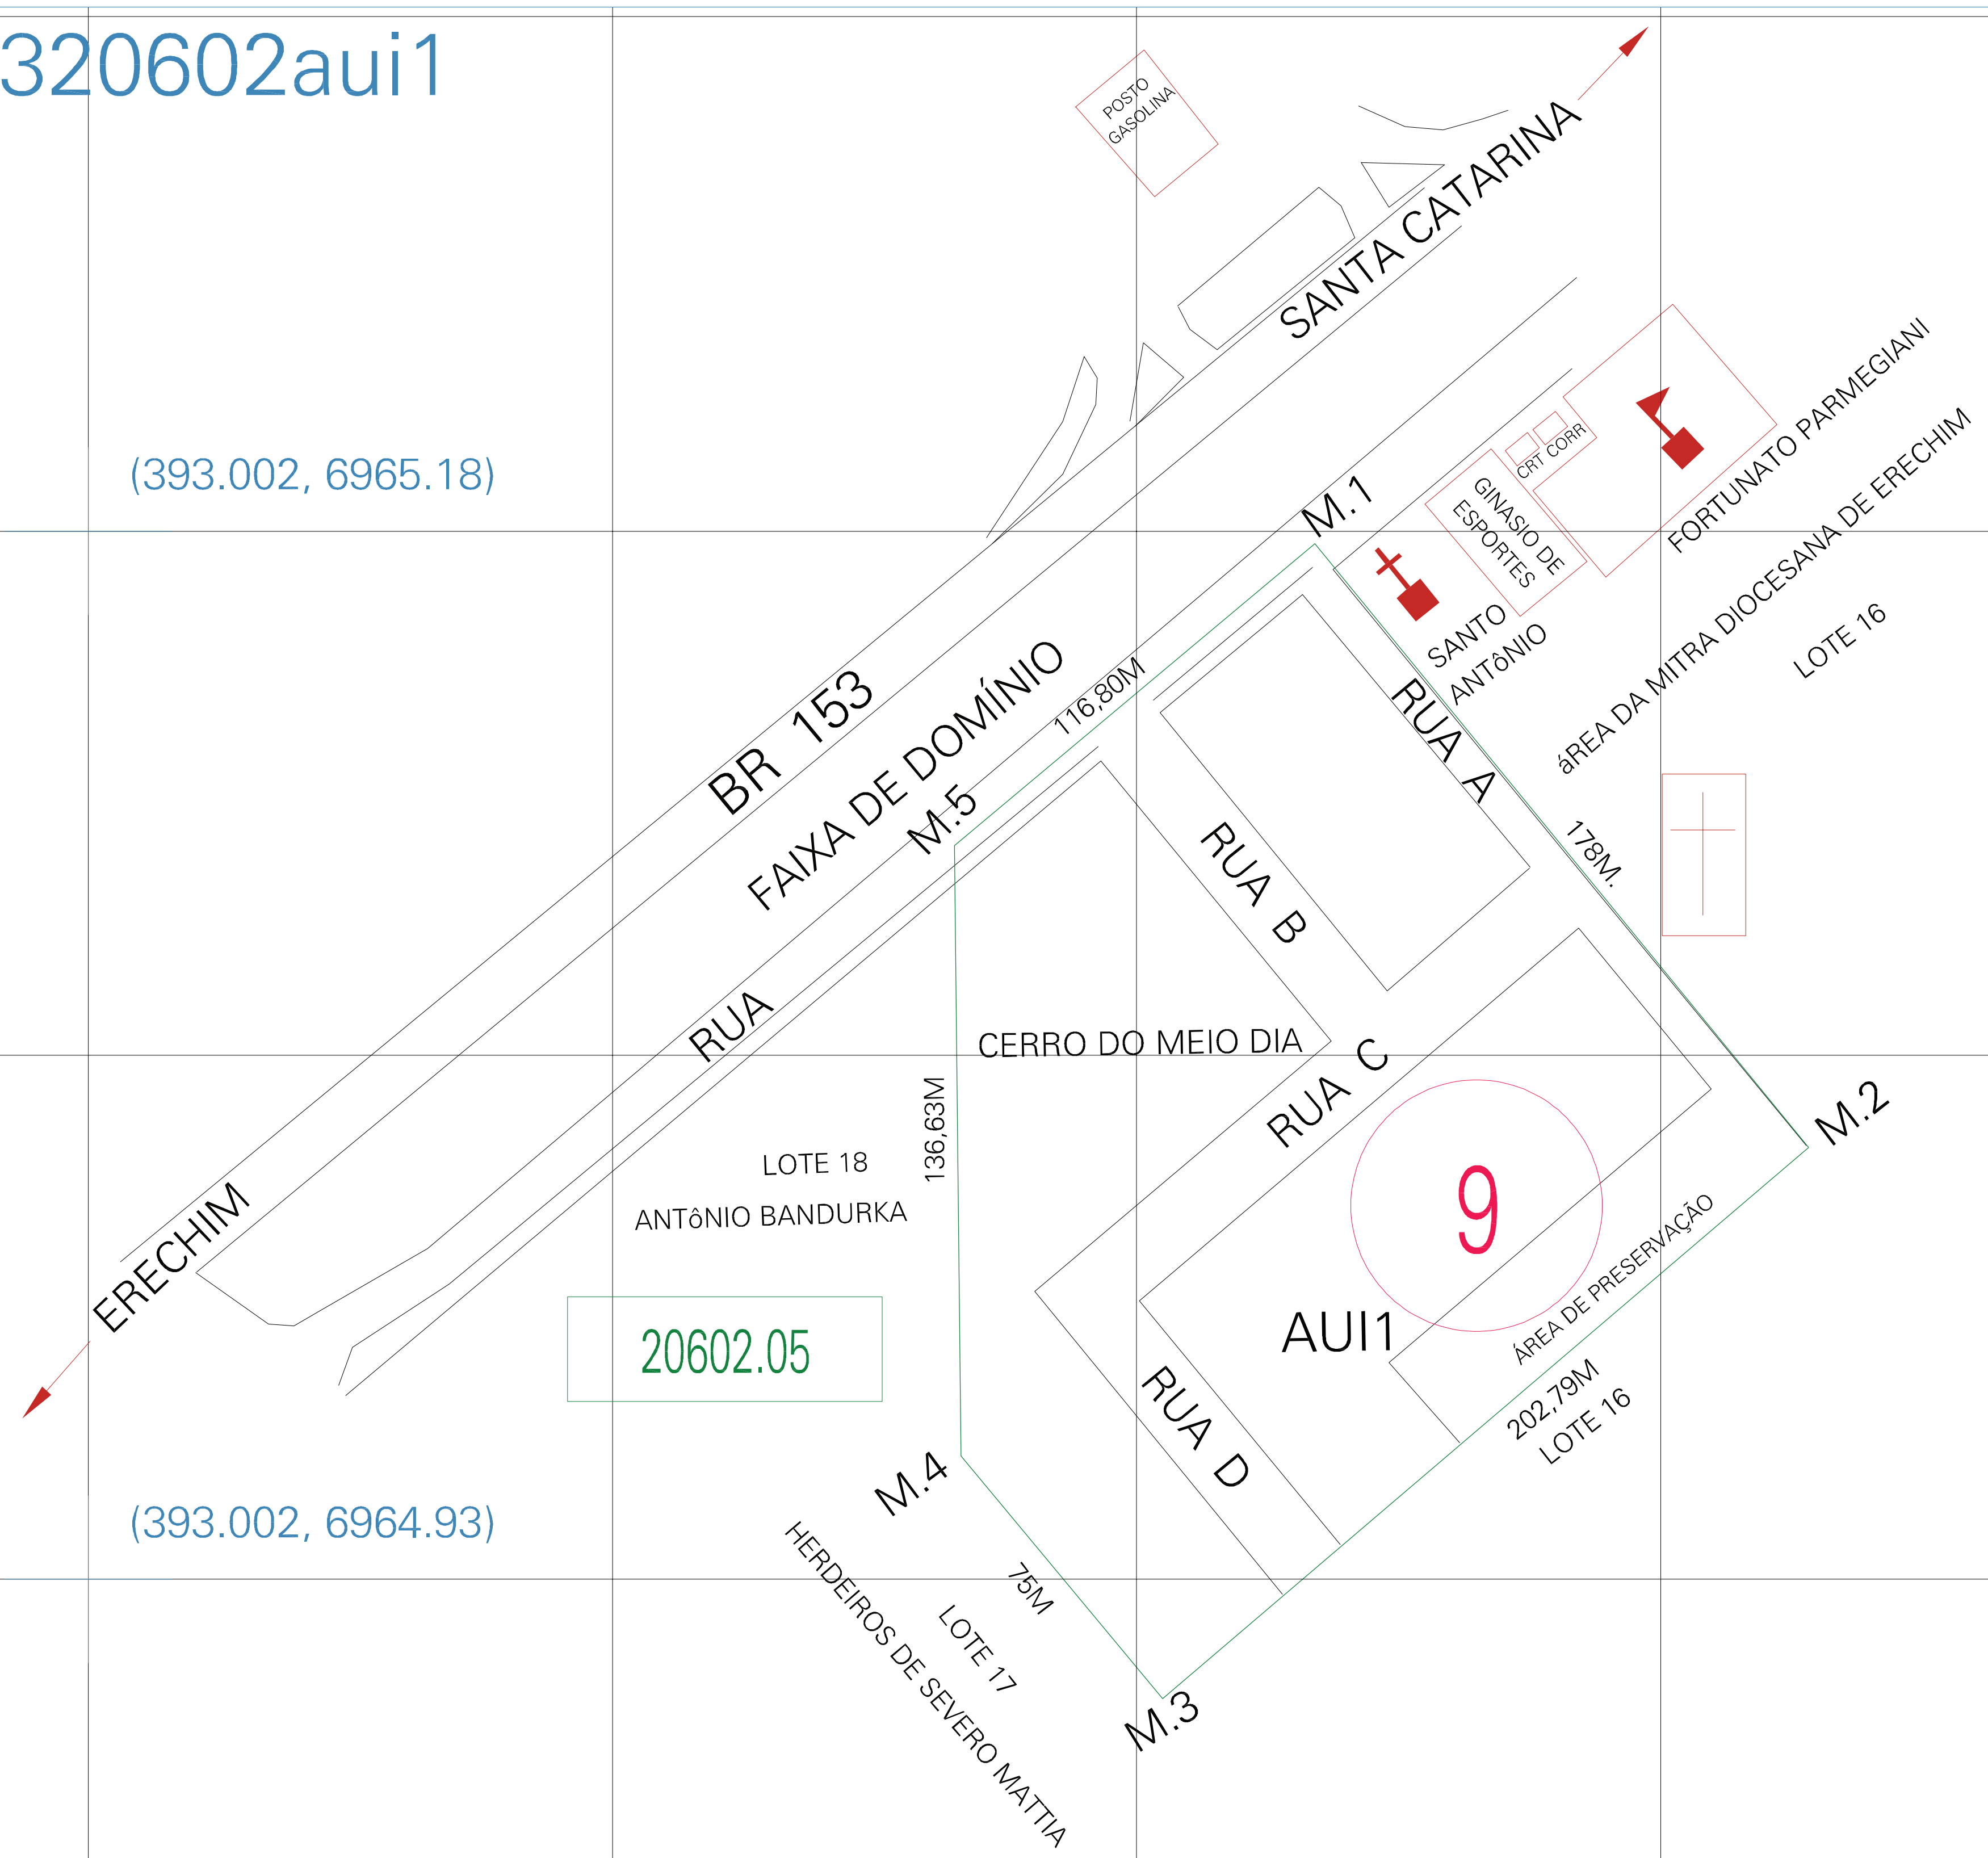 320602aui1
POSTO
GASOLINA
SANTA CATARINA
(393.002, 6965.18)
CRT CORR
GINASIO DE
ESPORTES
FORTUNATO PARMEGIANI
M.1
SANTO
ANTôNIO
áREA DA MITRA DIOCESANA DE ERECHIM
LOTE 16
BR 153
FAIXA DE DOMÍNIO
116,80M
M.5
RUA A
RUA B
178M.
RUA
CERRO DO MEIO DIA
RUA C
M.2
136,63M
LOTE 18
ANTôNIO BANDURKA
ERECHIM
9
ÁREA DE PRESERVAÇÃO
AUI1
20602.05
202,79M
LOTE 16
RUA D
M.4
(393.002, 6964.93)
75M
LOTE 17
HERDEIROS DE SEVERO MATTIA
M.3